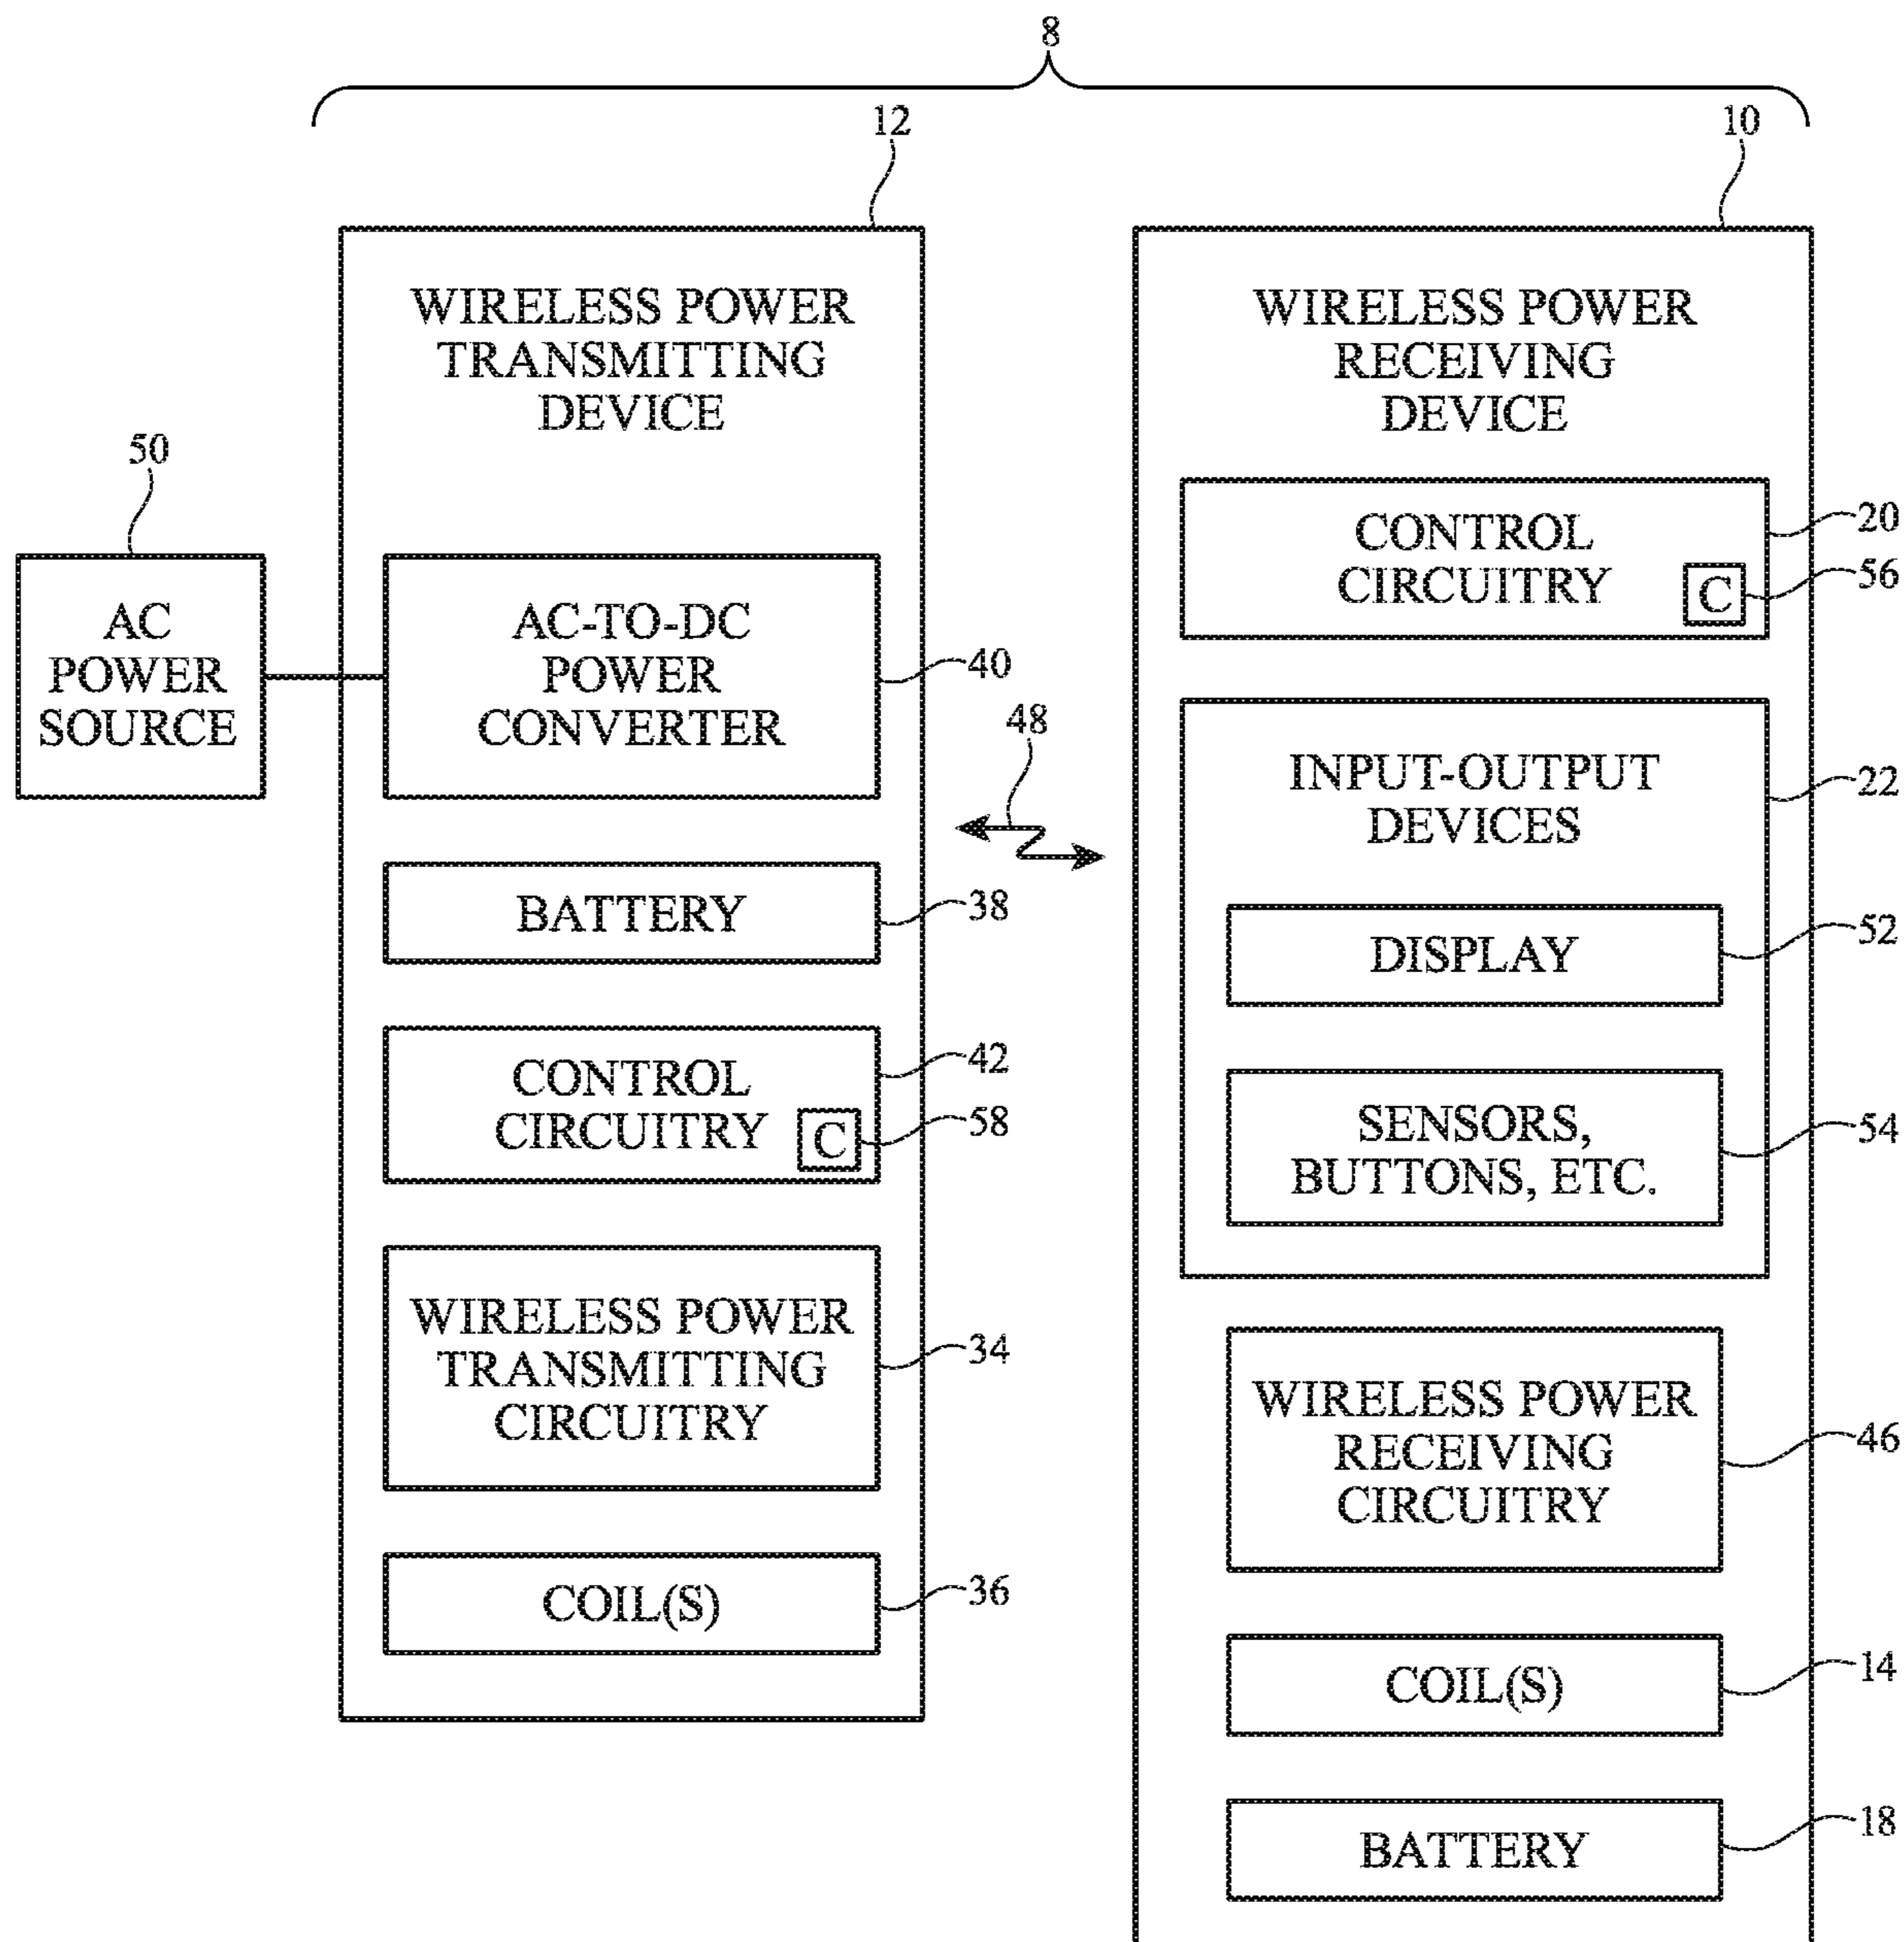 8
12
10
WIRELESS POWER
TRANSMITTING
DEVICE
50
AC
POWER
SOURCE
AC-TO-DC
POWER
CONVERTER
40
BATTERY
38
CONTROL
CIRCUITRY
C
42
58
WIRELESS POWER
TRANSMITTING
CIRCUITRY
34
COIL(S)
36
48
WIRELESS POWER
RECEIVING
DEVICE
CONTROL
CIRCUITRY
C
20
56
INPUT-OUTPUT
DEVICES
22
DISPLAY
52
SENSORS,
BUTTONS, ETC.
54
WIRELESS POWER
RECEIVING
CIRCUITRY
46
COIL(S)
14
BATTERY
18